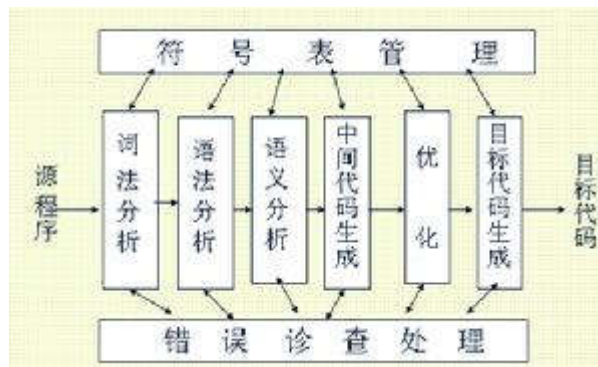 符号表管理
源程序
词法分析
语法分析
语义分析
中间代码生成
优化
目标代码生成
目标代码
错误诊查处理